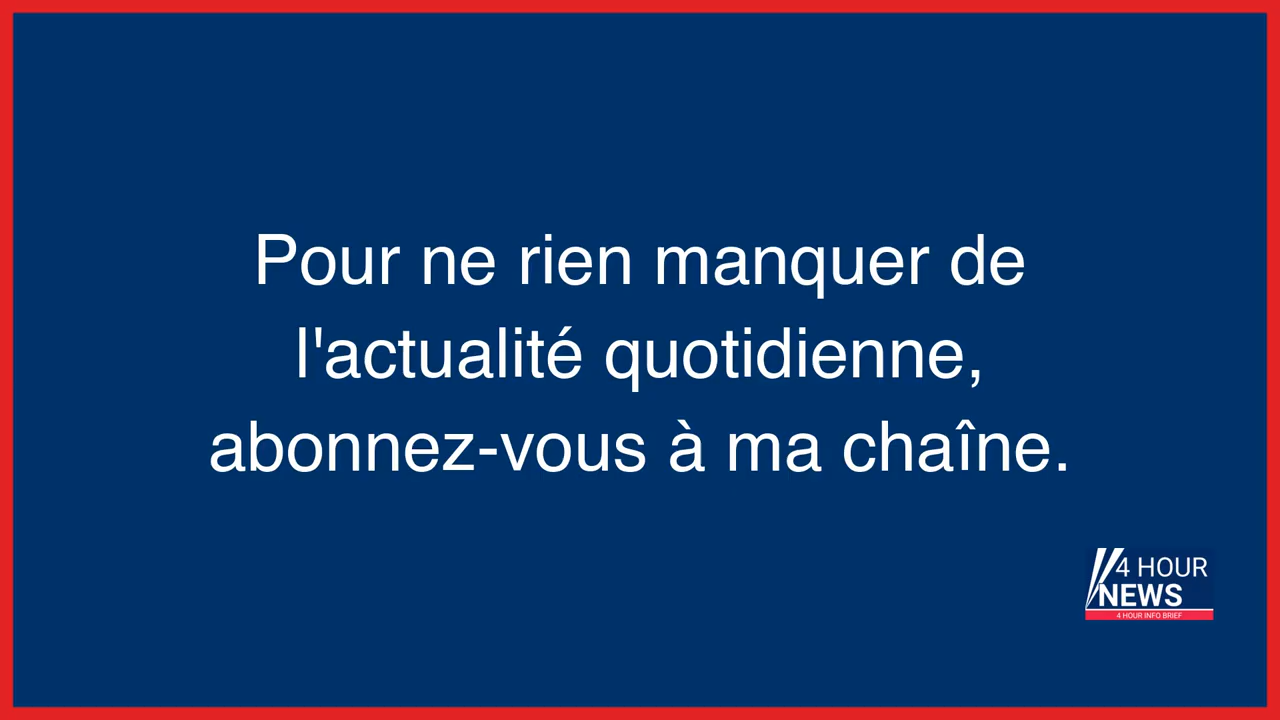 Pour ne rien manquer de
l'actualité quotidienne,
abonnez-vous à ma chaîne.
4 HOUR
NEWS
4 HOUR INFO BRIEF